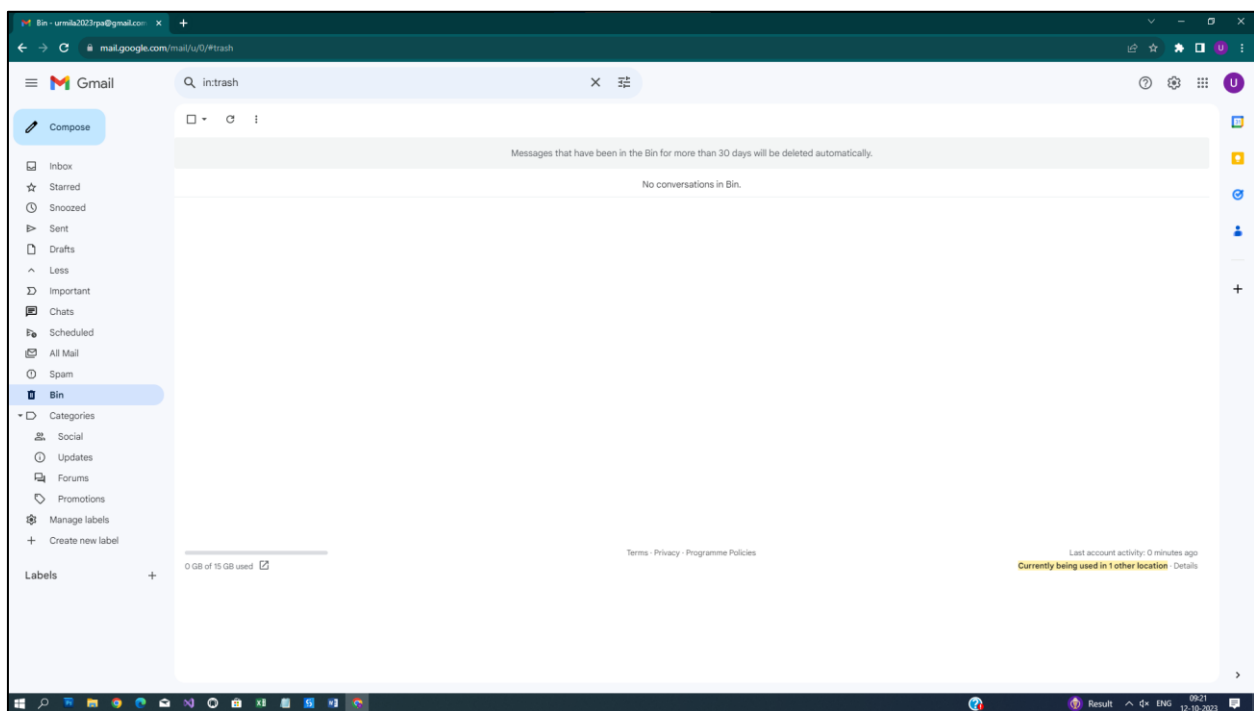 Bin - urmila2023rpa@gmail.com
mail.google.com/mail/u/0/#trash
U
Gmail
in:trash
U
Compose
Messages that have been in the Bin for more than 30 days will be deleted automatically.
No conversations in Bin.
Inbox
Starred
Snoozed
Sent
Drafts
Less
Important
Chats
Scheduled
All Mail
Spam
Bin
Categories
Social
Updates
Forums
Promotions
Manage labels
Create new label
Labels
0 GB of 15 GB used
Terms · Privacy · Programme Policies
Last account activity: 0 minutes ago
Currently being used in 1 other location · Details
Result ENG 09:21
12-10-2023